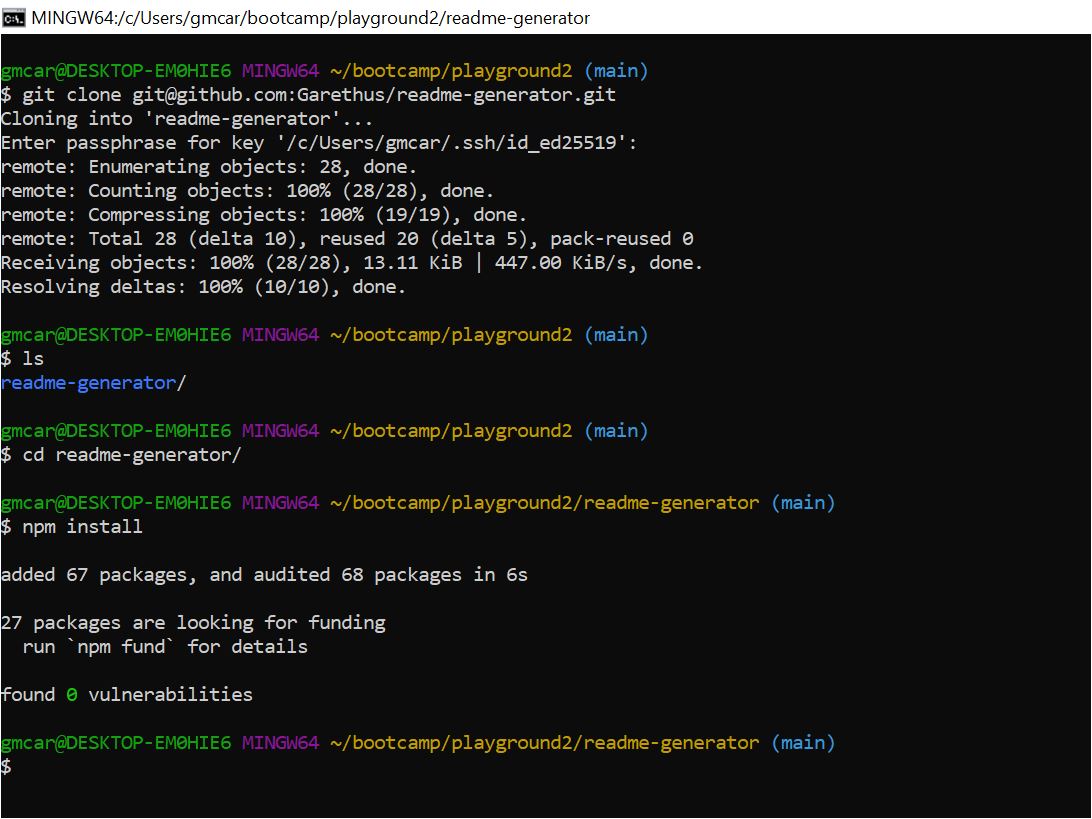 MINGW64:/c/Users/gmcar/bootcamp/playground2/readme-generator
gmcar@DESKTOP-EM0HIE6 MINGW64 ~/bootcamp/playground2 (main)
$ git clone git@github.com:Garethus/readme-generator.git
Cloning into 'readme-generator'...
Enter passphrase for key '/c/Users/gmcar/.ssh/id_ed25519':
remote: Enumerating objects: 28, done.
remote: Counting objects: 100% (28/28), done.
remote: Compressing objects: 100% (19/19), done.
remote: Total 28 (delta 10), reused 20 (delta 5), pack-reused 0
Receiving objects: 100% (28/28), 13.11 KiB | 447.00 KiB/s, done.
Resolving deltas: 100% (10/10), done.
gmcar@DESKTOP-EM0HIE6 MINGW64 ~/bootcamp/playground2 (main)
$ ls
readme-generator/
gmcar@DESKTOP-EM0HIE6 MINGW64 ~/bootcamp/playground2 (main)
$ cd readme-generator/
gmcar@DESKTOP-EM0HIE6 MINGW64 ~/bootcamp/playground2/readme-generator (main)
$ npm install
added 67 packages, and audited 68 packages in 6s
27 packages are looking for funding
  run `npm fund` for details
found 0 vulnerabilities
gmcar@DESKTOP-EM0HIE6 MINGW64 ~/bootcamp/playground2/readme-generator (main)
$